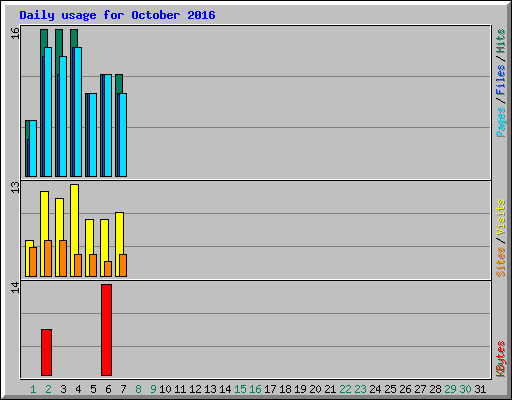 Daily usage for October 2016
16
Pages / Files / Hits
13
Sites / Visits
14
KBytes
1 2 3 4 5 6 7 8 9 10 11 12 13 14 15 16 17 18 19 20 21 22 23 24 25 26 27 28 29 30 31